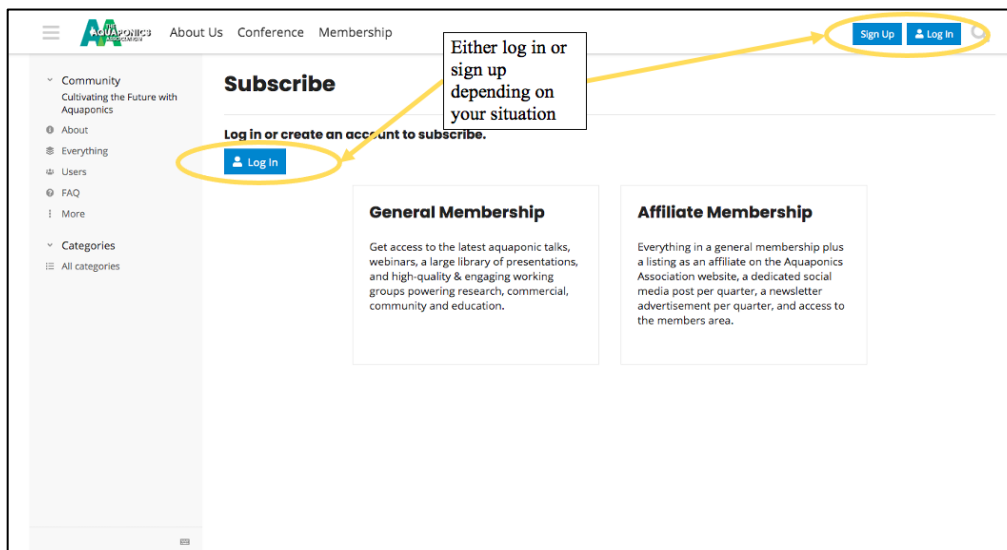 THE
AQUAPONICS
ASSOCIATION
About Us Conference Membership
Sign Up Log In
Either log in or
sign up
depending on
your situation
Community
Cultivating the Future with
Aquaponics
About
Everything
Users
FAQ
More
Categories
All categories
Subscribe
Log in or create an account to subscribe.
Log In
General Membership
Get access to the latest aquaponic talks,
webinars, a large library of presentations,
and high-quality & engaging working
groups powering research, commercial,
community and education.
Affiliate Membership
Everything in a general membership plus
a listing as an affiliate on the Aquaponics
Association website, a dedicated social
media post per quarter, a newsletter
advertisement per quarter, and access to
the members area.